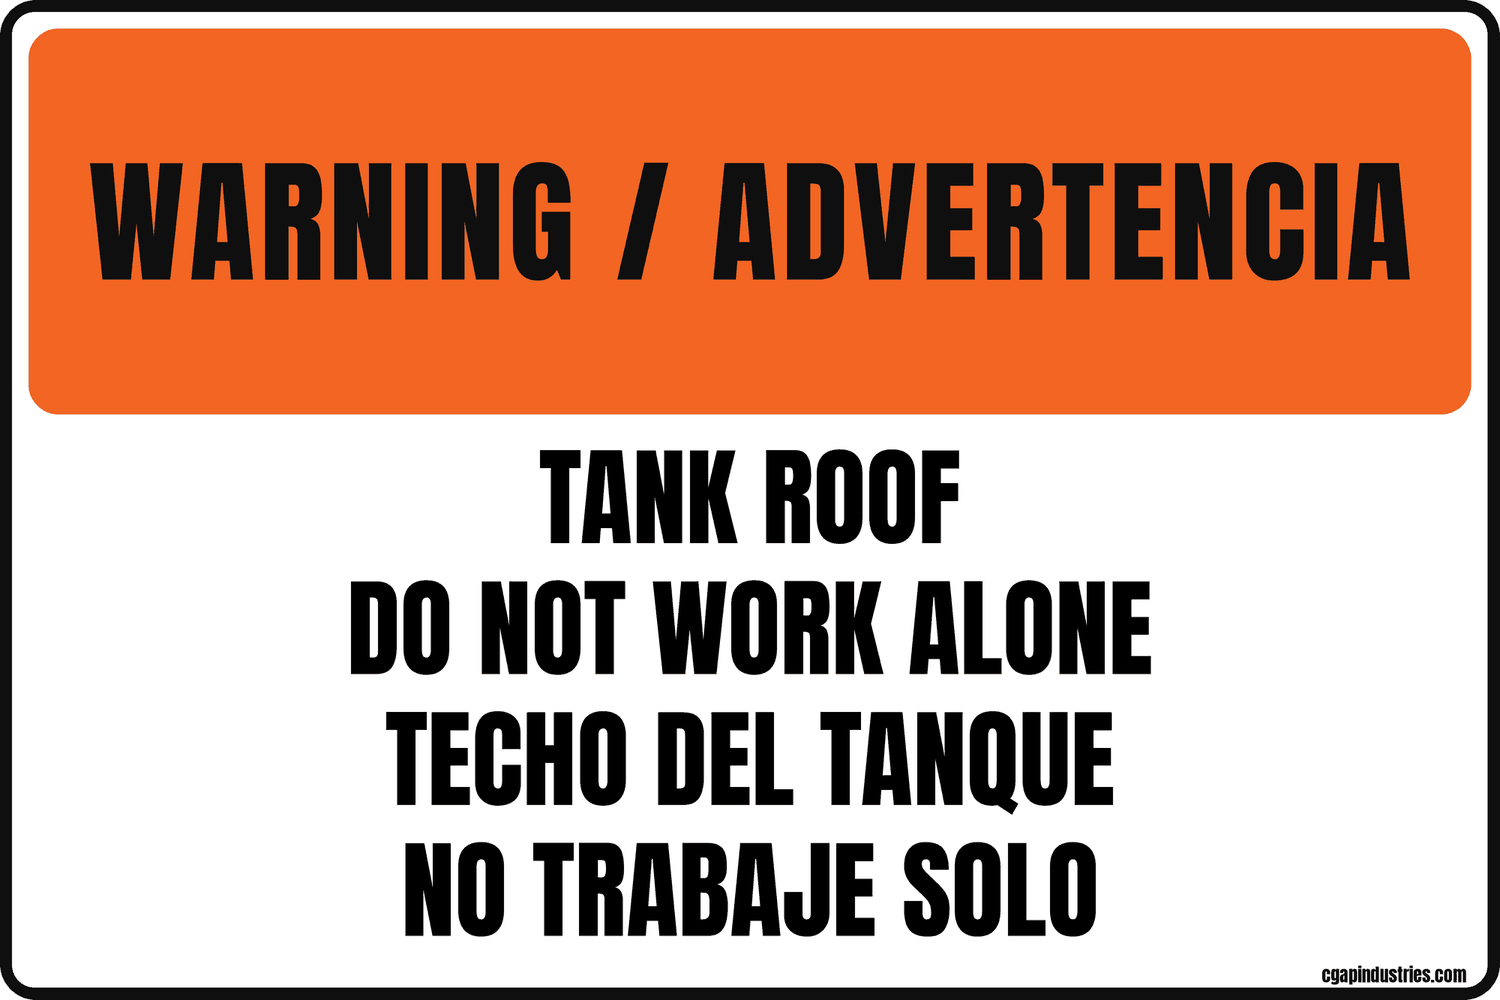 WARNING / ADVERTENCIA
TANK ROOF
DO NOT WORK ALONE
TECHO DEL TANQUE
NO TRABAJE SOLO
cgapindustries.com